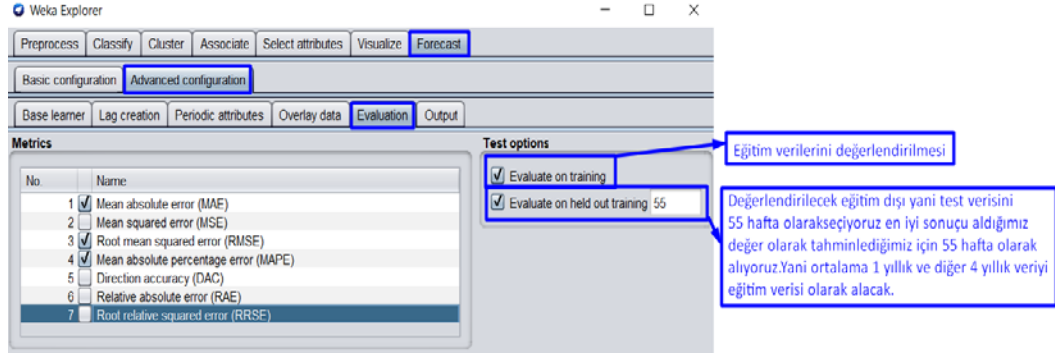 Weka Explorer
Preprocess Classify Cluster Associate Select attributes Visualize Forecast
Basic configuration Advanced configuration
Base learner Lag creation Periodic attributes Overlay data Evaluation Output
Metrics
No. Name
1 Mean absolute error (MAE)
2 Mean squared error (MSE)
3 Root mean squared error (RMSE)
4 Mean absolute percentage error (MAPE)
5 Direction accuracy (DAC)
6 Relative absolute error (RAE)
7 Root relative squared error (RRSE)
Test options
Evaluate on training
Evaluate on held out training 55
Eğitim verilerini değerlendirilmesi
Değerlendirilecek eğitim dışı yani test verisini
55 hafta olarakseçiyoruz en iyi sonuçu aldığımız
değer olarak tahminlediğimiz için 55 hafta olarak
alıyoruz.Yani ortalama 1 yıllık ve diğer 4 yıllık veriyi
eğitim verisi olarak alacak.